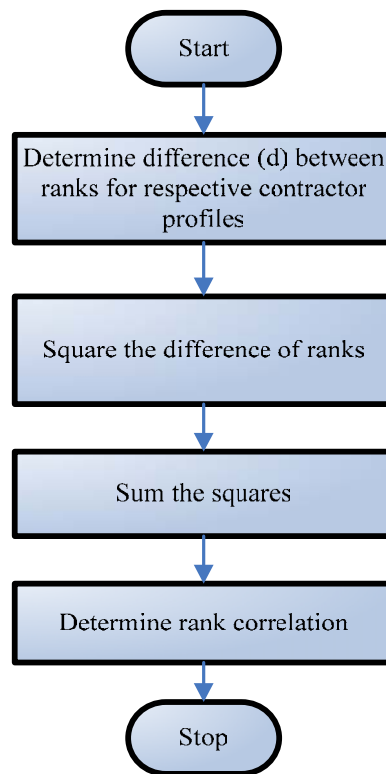 Start
Determine difference (d) between
ranks for respective contractor
profiles
Square the difference of ranks
Sum the squares
Determine rank correlation
Stop